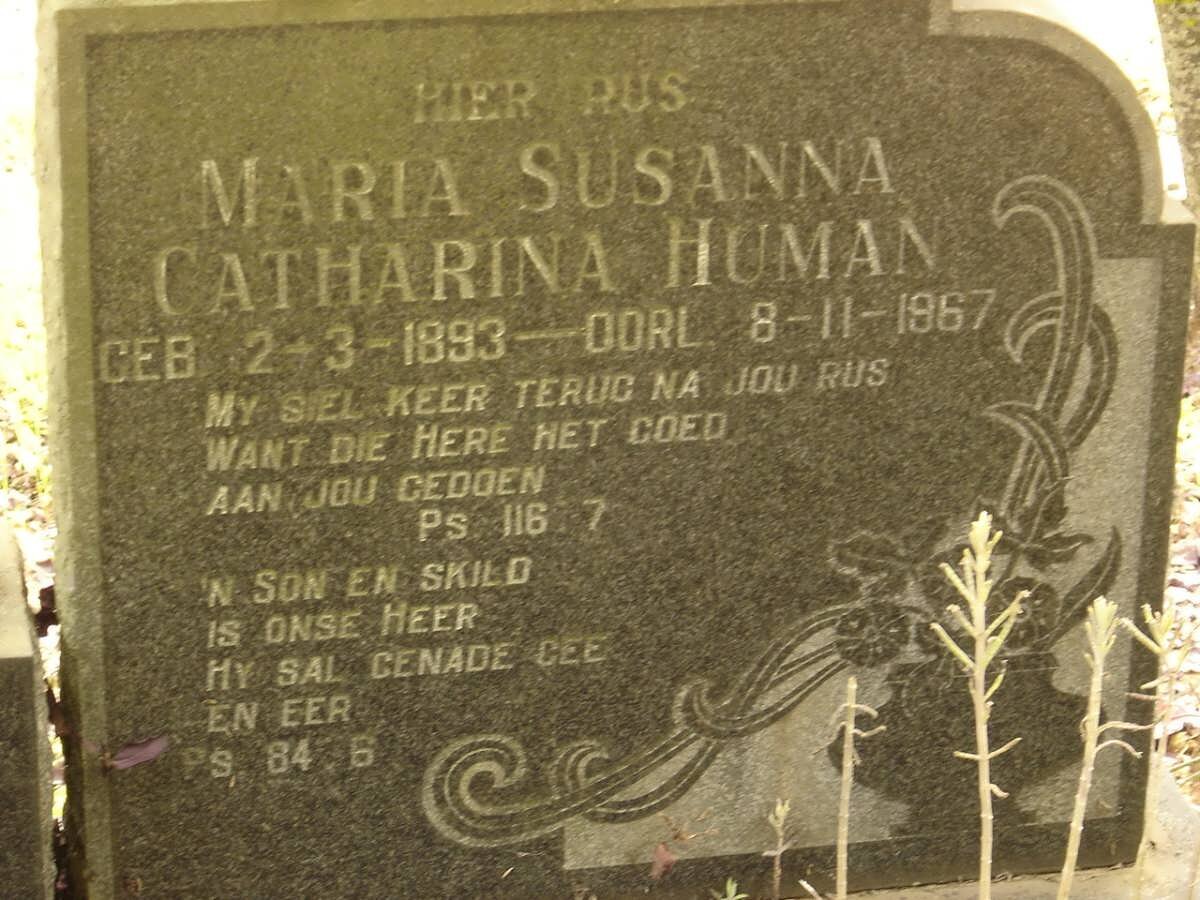 HIER RUS
MARIA SUSANNA
CATHARINA HUMAN
GEB 2-3-1893 — OORL. 8-11-1967
MY SIEL KEER TERUG NA JOU RUS
WANT DIE HERE HET GOED
AAN JOU GEDOEN
PS. 116 : 7
'N SON EN SKILD
IS ONSE HEER
HY SAL GENADE GEE
EN EER
PS. 84 : 6